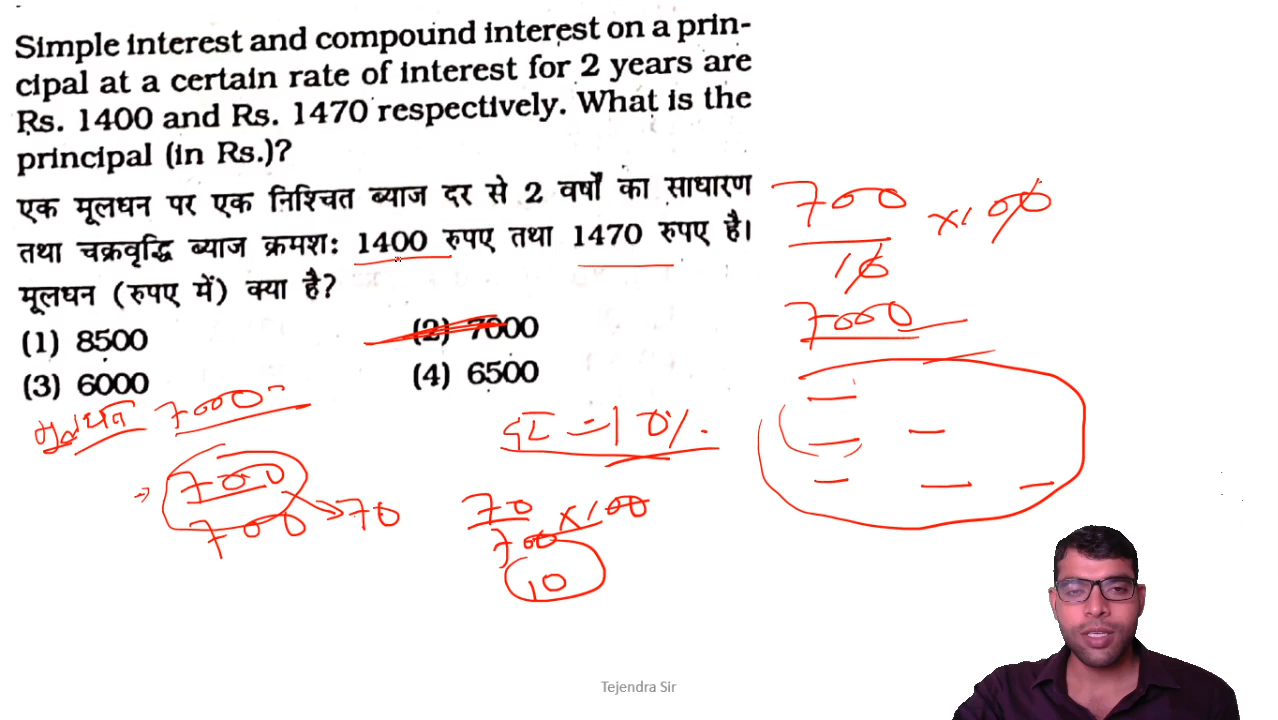 Simple interest and compound interest on a prin-
cipal at a certain rate of interest for 2 years are
Rs. 1400 and Rs. 1470 respectively. What is the
principal (in Rs.)?
एक मूलधन पर एक निश्चित ब्याज दर से 2 वर्षों का साधारण
तथा चक्रवृद्धि ब्याज क्रमश: 1400 रुपए तथा 1470 रुपए है।
मूलधन (रुपए में) क्या है?
(1) 8500 (2) 7000
(3) 6000 (4) 6500
मूलधन 7000
700
700 → 70
दर = 10%.
70 × 100
700
10
700 × 100
10
7000
Tejendra Sir